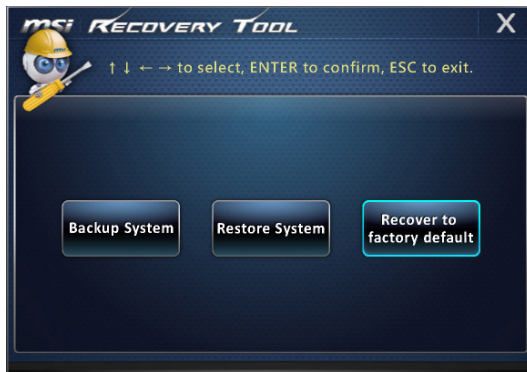 msi RECOVERY TOOL X
↑ ↓ ← → to select, ENTER to confirm, ESC to exit.
Backup System
Restore System
Recover to
factory default